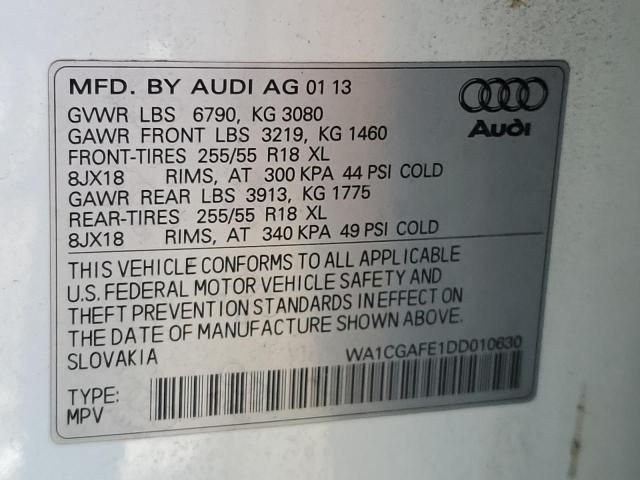 MFD. BY AUDI AG 01 13
Audi
GVWR LBS 6790, KG 3080
GAWR FRONT LBS 3219, KG 1460
FRONT-TIRES 255/55 R18 XL
8JX18 RIMS, AT 300 KPA 44 PSI COLD
GAWR REAR LBS 3913, KG 1775
REAR-TIRES 255/55 R18 XL
8JX18 RIMS, AT 340 KPA 49 PSI COLD
THIS VEHICLE CONFORMS TO ALL APPLICABLE
U.S. FEDERAL MOTOR VEHICLE SAFETY AND
THEFT PREVENTION STANDARDS IN EFFECT ON
THE DATE OF MANUFACTURE SHOWN ABOVE.
SLOVAKIA WA1CGAFE1DD010630
TYPE:
MPV